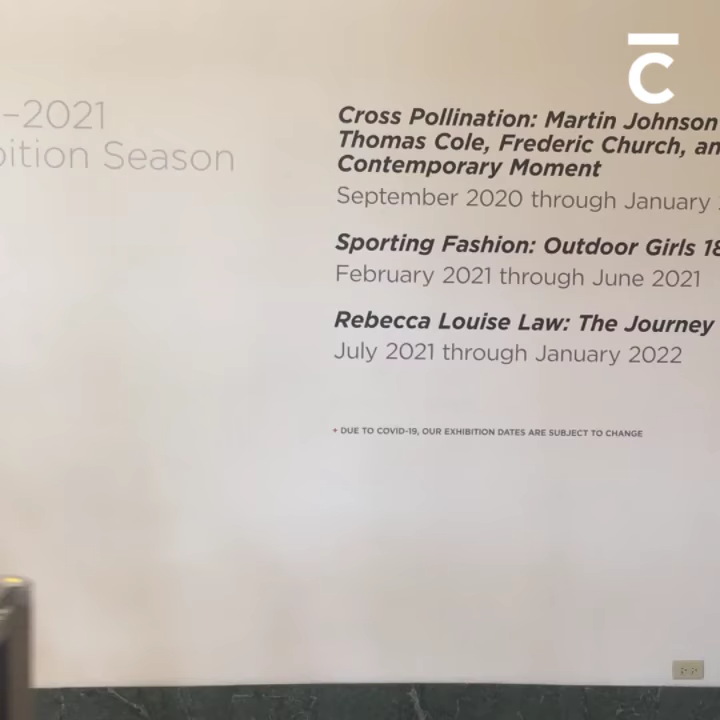 –2021
ition Season
Cross Pollination: Martin Johnson
Thomas Cole, Frederic Church, an
Contemporary Moment
September 2020 through January
Sporting Fashion: Outdoor Girls 18
February 2021 through June 2021
Rebecca Louise Law: The Journey
July 2021 through January 2022
+ DUE TO COVID-19, OUR EXHIBITION DATES ARE SUBJECT TO CHANGE
C